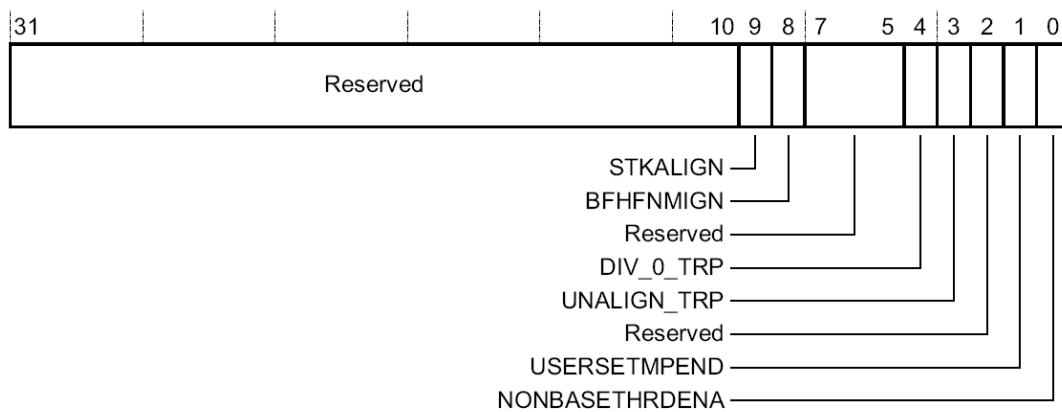 31 10 9 8 7 5 4 3 2 1 0
Reserved
STKALIGN
BFHFNMIGN
Reserved
DIV_0_TRP
UNALIGN_TRP
Reserved
USERSETMPEND
NONBASETHRDENA